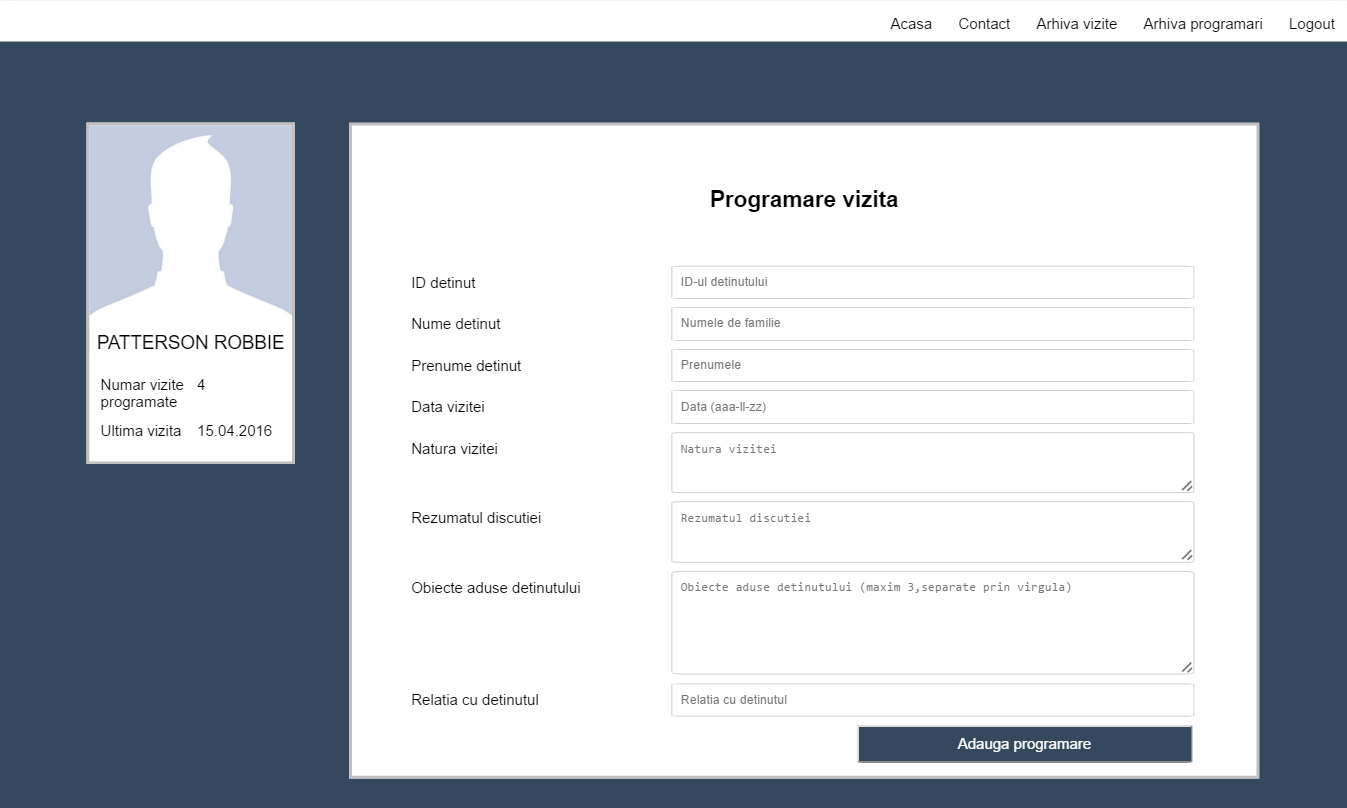 Acasa Contact Arhiva vizite Arhiva programari Logout
PATTERSON ROBBIE
Numar vizite programate 4
Ultima vizita 15.04.2016
Programare vizita
ID detinut ID-ul detinutului
Nume detinut Numele de familie
Prenume detinut Prenumele
Data vizitei Data (aaa-ll-zz)
Natura vizitei Natura vizitei
Rezumatul discutiei Rezumatul discutiei
Obiecte aduse detinutului Obiecte aduse detinutului (maxim 3,separate prin virgula)
Relatia cu detinutul Relatia cu detinutul
Adauga programare